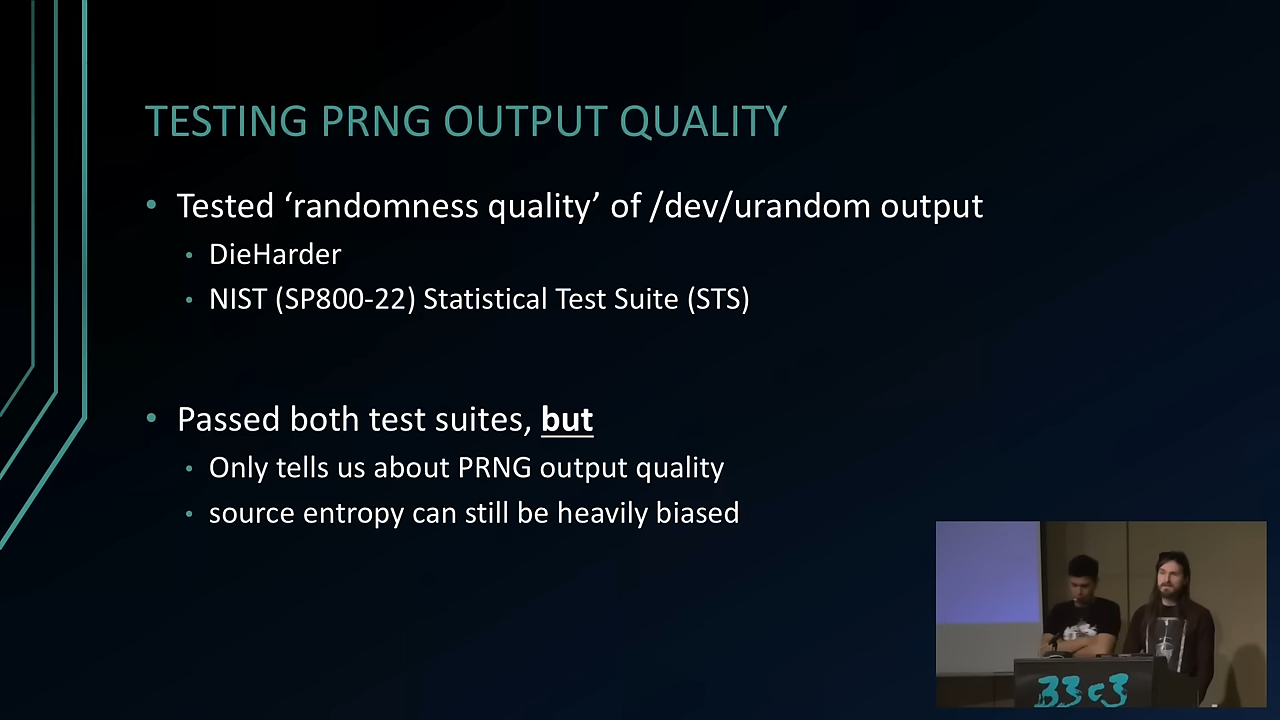 TESTING PRNG OUTPUT QUALITY
• Tested ‘randomness quality’ of /dev/urandom output
• DieHarder
• NIST (SP800-22) Statistical Test Suite (STS)
• Passed both test suites, but
• Only tells us about PRNG output quality
• source entropy can still be heavily biased
33c3